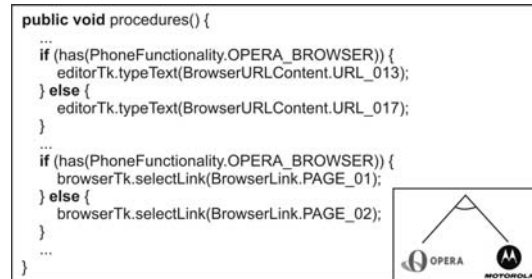 public void procedures() {
...
if (has(PhoneFunctionality.OPERA_BROWSER)) {
editorTk.typeText(BrowserURLContent.URL_013);
} else {
editorTk.typeText(BrowserURLContent.URL_017);
}
...
if (has(PhoneFunctionality.OPERA_BROWSER)) {
browserTk.selectLink(BrowserLink.PAGE_01);
} else {
browserTk.selectLink(BrowserLink.PAGE_02);
}
...
}
OPERA
MOTOROLA